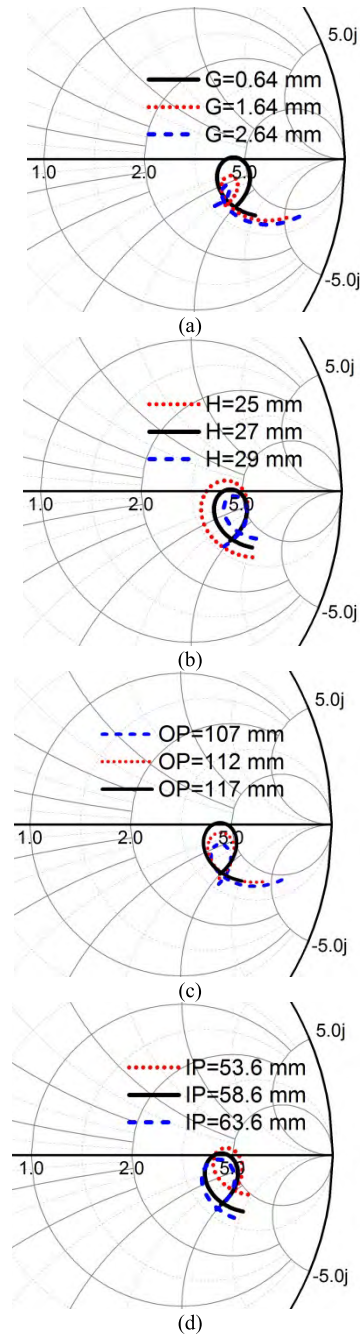 5.0j
G=0.64 mm
G=1.64 mm
G=2.64 mm
2.0 5.0
-5.0j
(a)
5.0j
H=25 mm
H=27 mm
H=29 mm
1.0 2.0 5.0
-5.0j
(b)
5.0j
OP=107 mm
OP=112 mm
OP=117 mm
1.0 2.0 5.0
-5.0j
(c)
5.0j
IP=53.6 mm
IP=58.6 mm
IP=63.6 mm
1.0 2.0 5.0
-5.0j
(d)